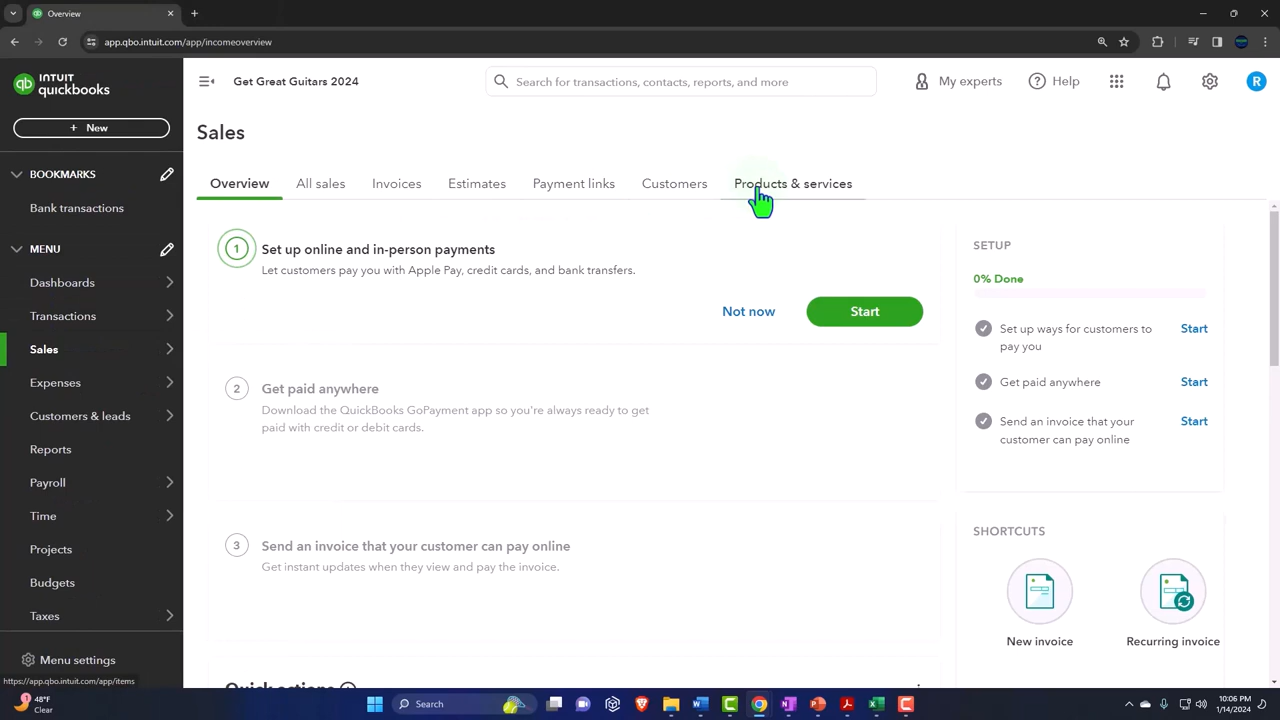 Overview
app.qbo.intuit.com/app/incomeoverview
INTUIT
quickbooks
Get Great Guitars 2024
Search for transactions, contacts, reports, and more
My experts
Help
R
+ New
Sales
BOOKMARKS
Bank transactions
MENU
Dashboards
Transactions
Sales
Expenses
Customers & leads
Reports
Payroll
Time
Projects
Budgets
Taxes
Menu settings
Overview All sales Invoices Estimates Payment links Customers Products & services
1 Set up online and in-person payments
Let customers pay you with Apple Pay, credit cards, and bank transfers.
Not now Start
2 Get paid anywhere
Download the QuickBooks GoPayment app so you're always ready to get
paid with credit or debit cards.
3 Send an invoice that your customer can pay online
Get instant updates when they view and pay the invoice.
Quick actions
SETUP
0% Done
Set up ways for customers to
pay you
Start
Get paid anywhere Start
Send an invoice that your
customer can pay online
Start
SHORTCUTS
New invoice Recurring invoice
https://app.qbo.intuit.com/app/items
48°F
Clear
Search
10:06 PM
1/14/2024